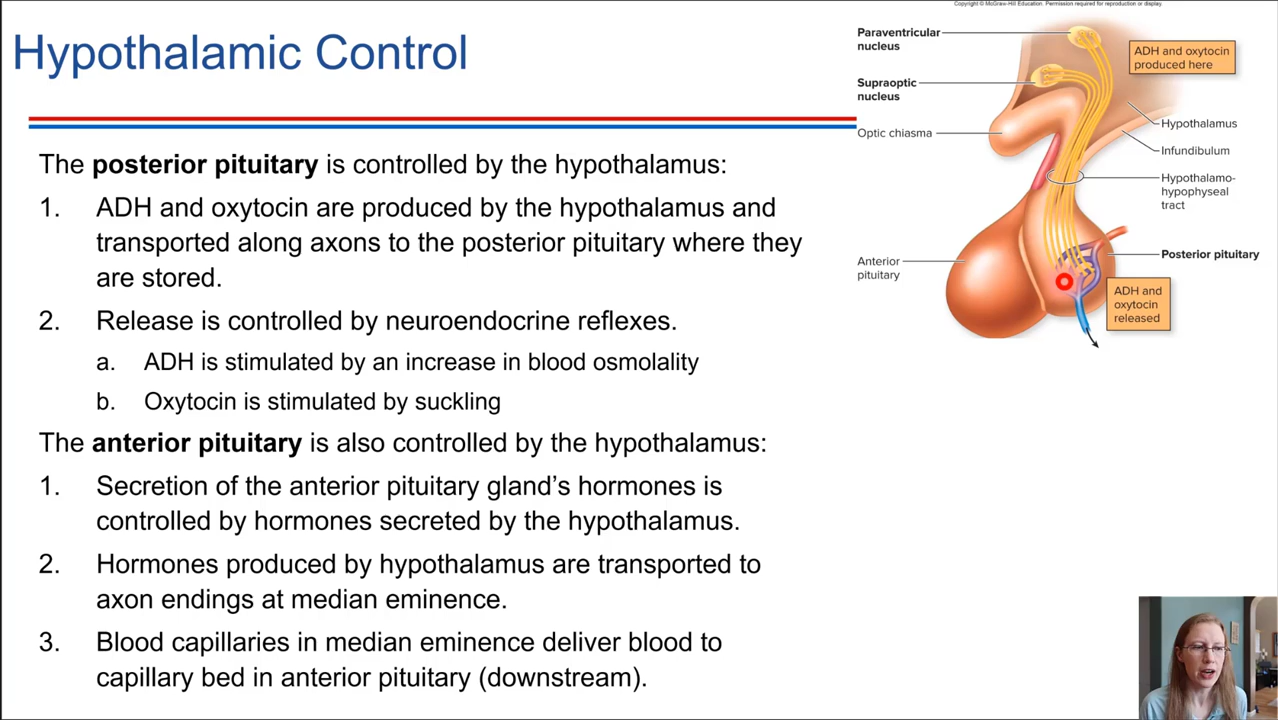 Copyright © McGraw-Hill Education. Permission required for reproduction or display.
Hypothalamic Control
The posterior pituitary is controlled by the hypothalamus:
1. ADH and oxytocin are produced by the hypothalamus and
transported along axons to the posterior pituitary where they
are stored.
2. Release is controlled by neuroendocrine reflexes.
a. ADH is stimulated by an increase in blood osmolality
b. Oxytocin is stimulated by suckling
The anterior pituitary is also controlled by the hypothalamus:
1. Secretion of the anterior pituitary gland’s hormones is
controlled by hormones secreted by the hypothalamus.
2. Hormones produced by hypothalamus are transported to
axon endings at median eminence.
3. Blood capillaries in median eminence deliver blood to
capillary bed in anterior pituitary (downstream).
Paraventricular
nucleus
Supraoptic
nucleus
Optic chiasma
Anterior
pituitary
ADH and oxytocin
produced here
Hypothalamus
Infundibulum
Hypothalamo-
hypophyseal
tract
Posterior pituitary
ADH and
oxytocin
released